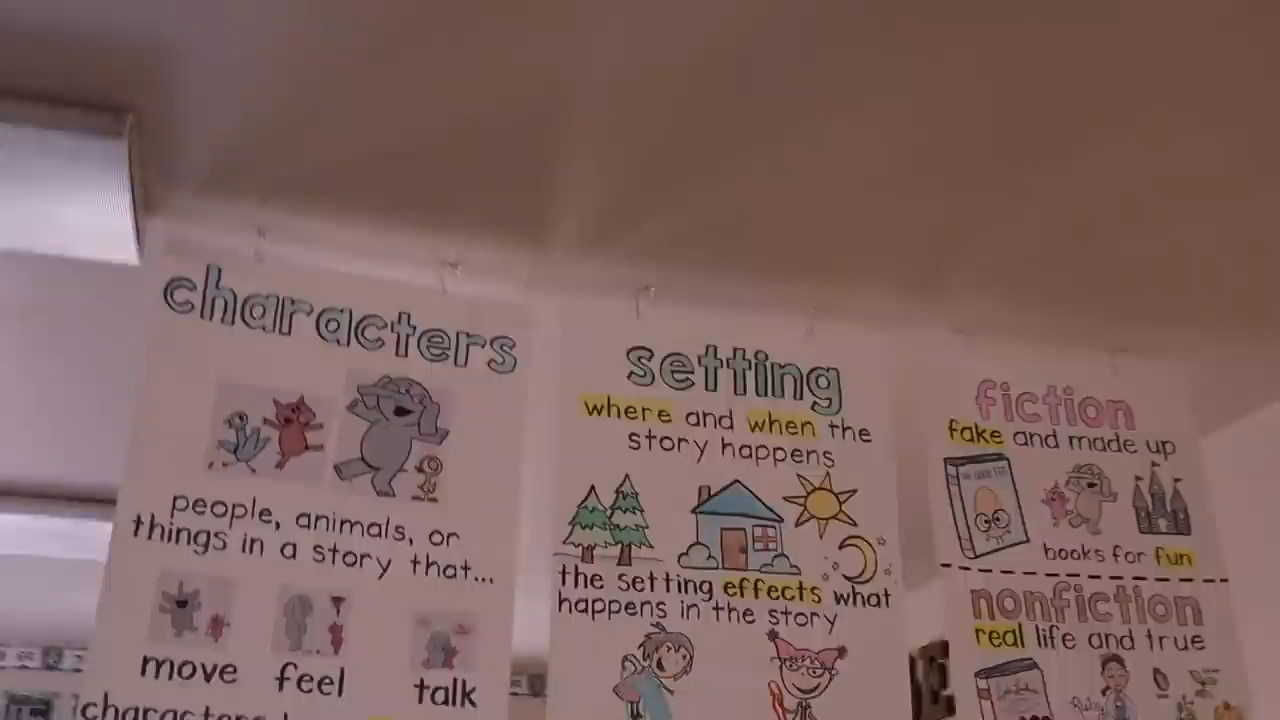 characters
people, animals, or
things in a story that...
move feel talk
characters
setting
where and when the
story happens
the setting effects what
happens in the story
fiction
fake and made up
books for fun
nonfiction
real life and true